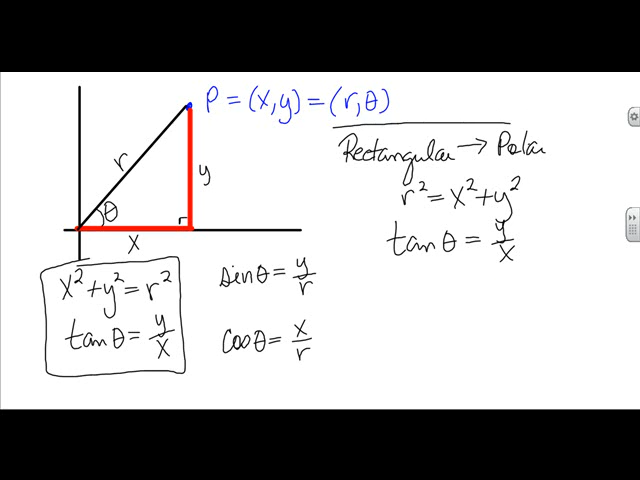 P = (x, y) = (r, θ)
r
y
θ
r
x
x² + y² = r²
tan θ = y/x
sin θ = y/r
cos θ = x/r
Rectangular → Polar
r² = x² + y²
tan θ = y/x